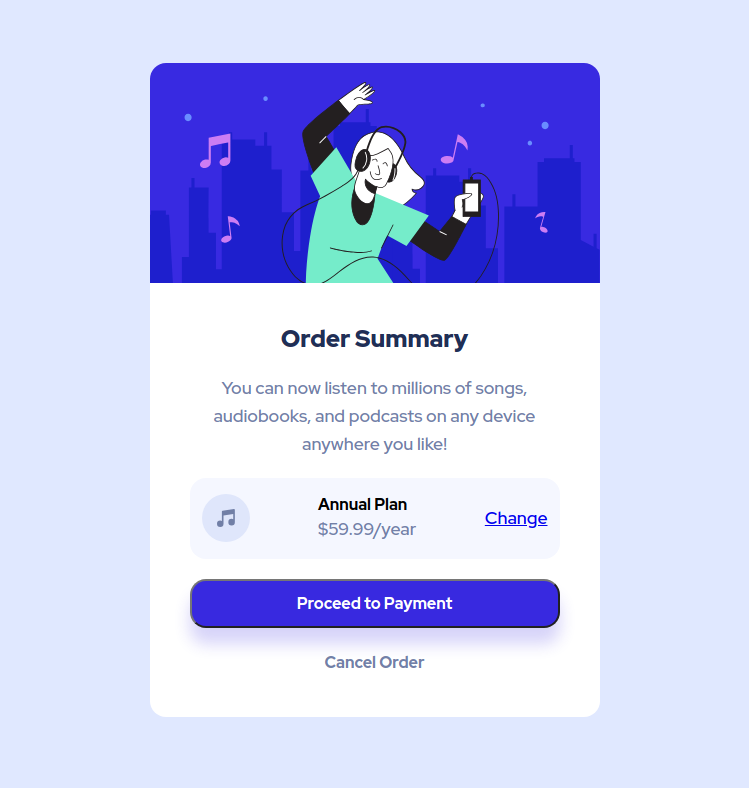 Order Summary
You can now listen to millions of songs,
audiobooks, and podcasts on any device
anywhere you like!
Annual Plan
$59.99/year
Change
Proceed to Payment
Cancel Order